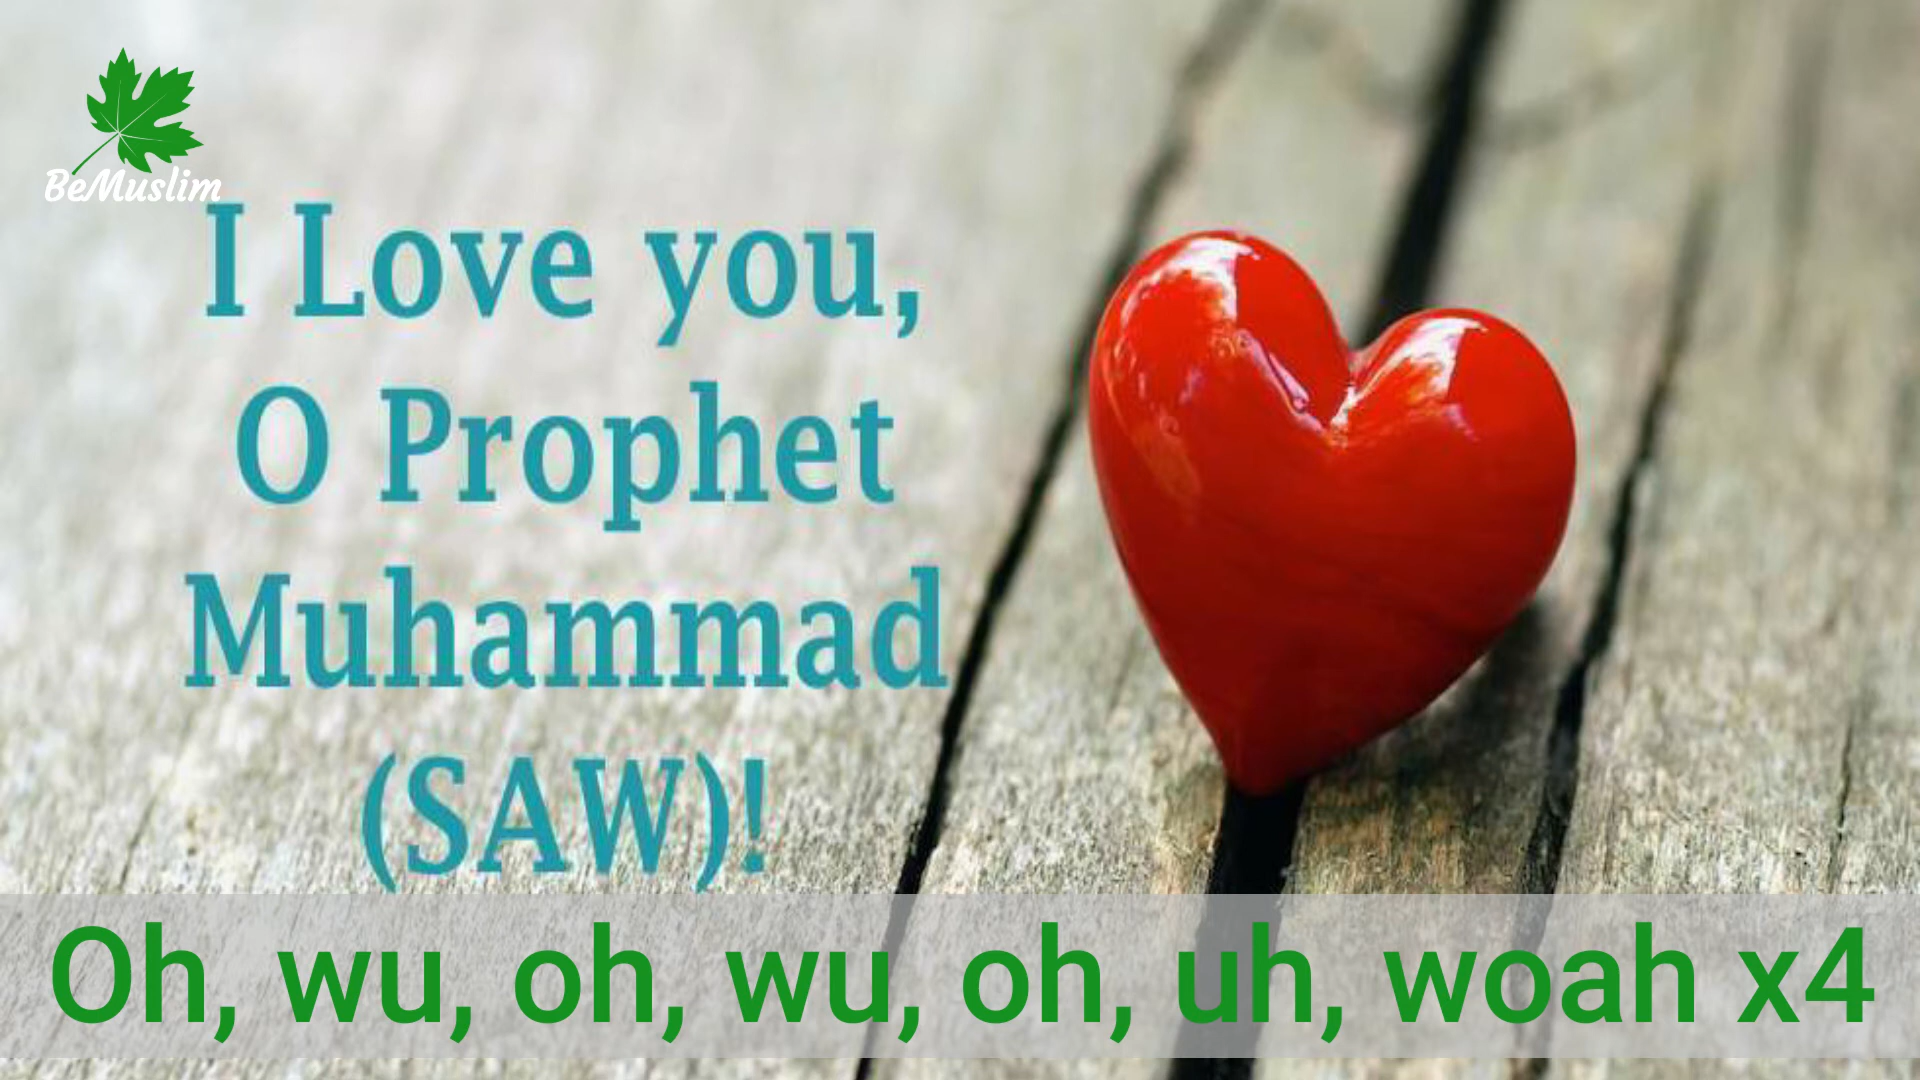 BeMuslim
I Love you,
O Prophet
Muhammad
(SAW)!
Oh, wu, oh, wu, oh, uh, woah x4